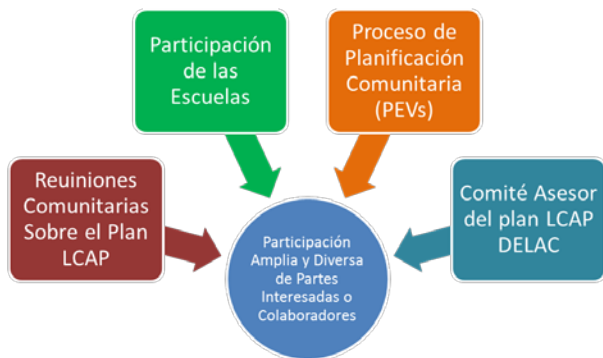 Participación
de las
Escuelas
Proceso de
Planificación
Comunitaria
(PEVs)
Reuiniones
Comunitarias
Sobre el Plan
LCAP
Comité Asesor
del plan LCAP
DELAC
Participación
Amplia y Diversa
de Partes
Interesadas o
Colaboradores